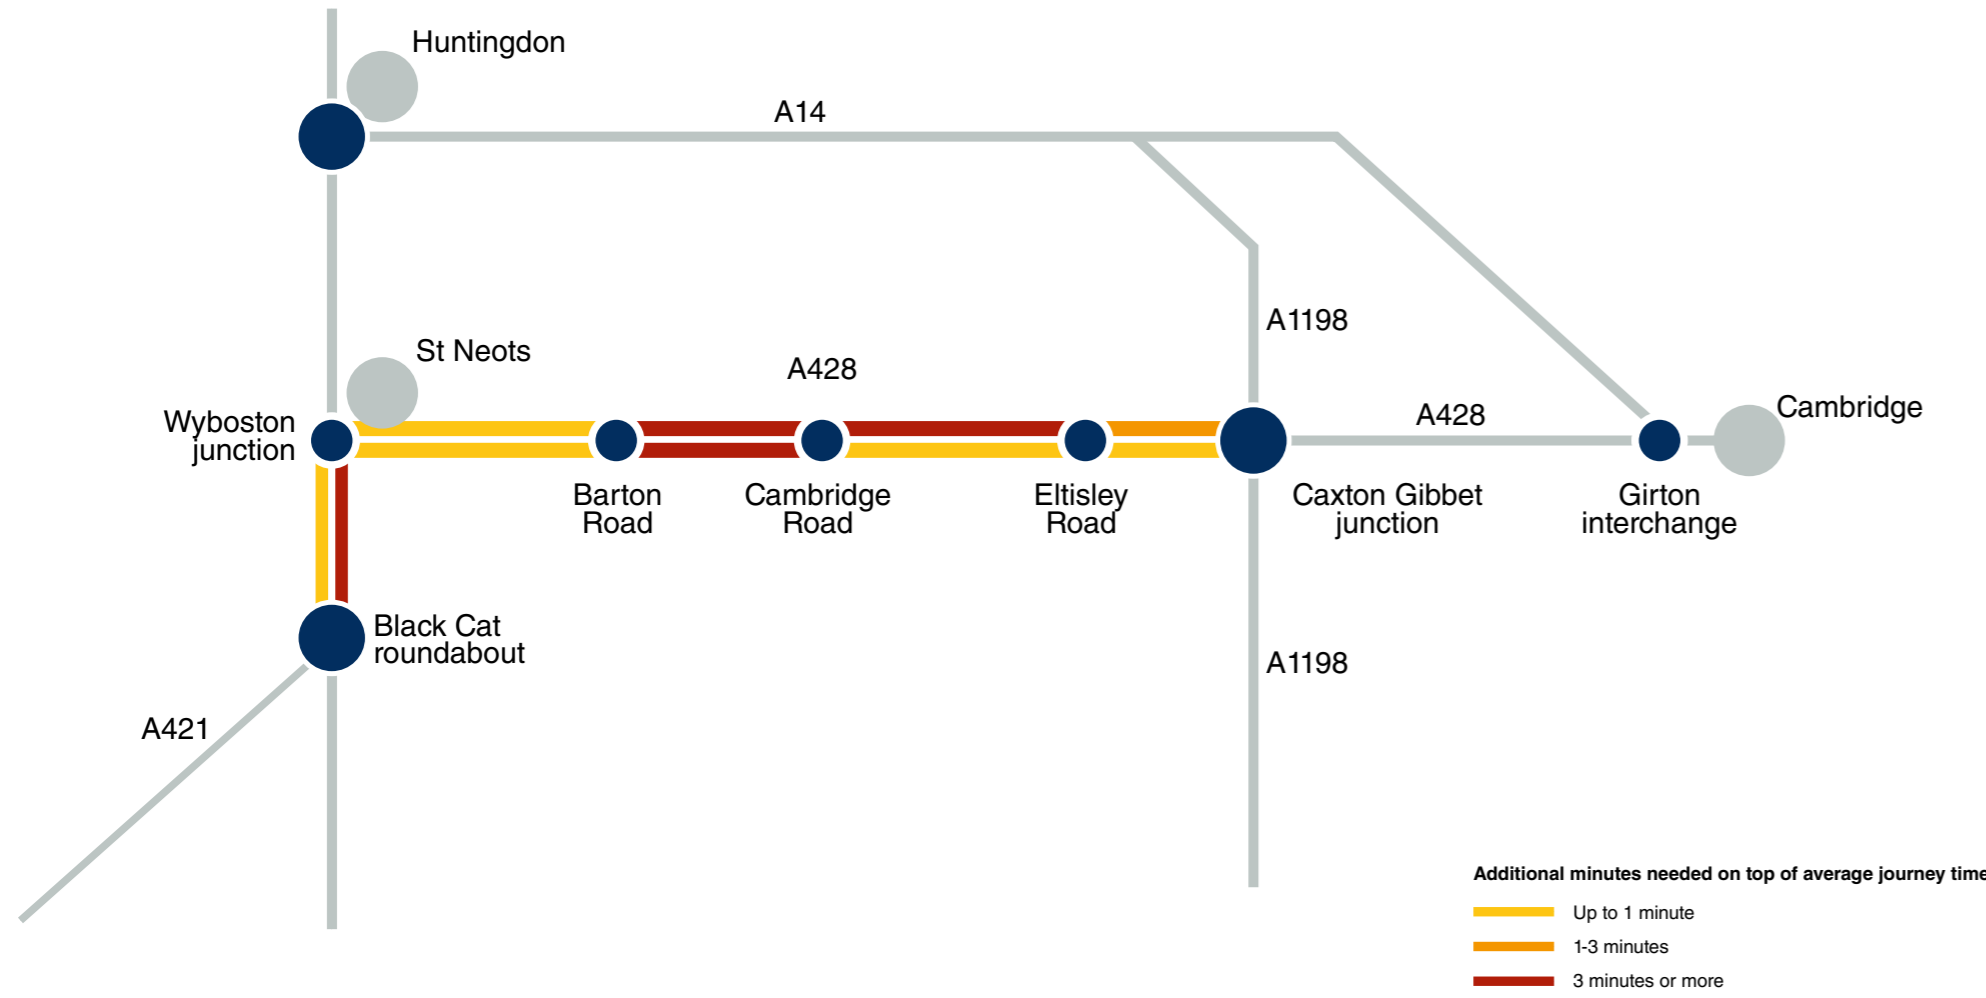 Huntingdon
A14
A1198
St Neots
A428
Wyboston
junction
A428
Cambridge
Barton
Road
Cambridge
Road
Eltisley
Road
Caxton Gibbet
junction
Girton
interchange
Black Cat
roundabout
A1198
A421
Additional minutes needed on top of average journey time
Up to 1 minute
1-3 minutes
3 minutes or more